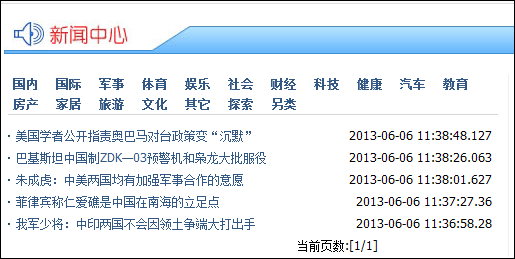 新闻中心
国内 国际 军事 体育 娱乐 社会 财经 科技 健康 汽车 教育
房产 家居 旅游 文化 其它 探索 另类
· 美国学者公开指责奥巴马对台政策变“沉默” 2013-06-06 11:38:48.127
· 巴基斯坦中国制ZDK—03预警机和枭龙大批服役 2013-06-06 11:38:26.063
· 朱成虎：中美两国均有加强军事合作的意愿 2013-06-06 11:38:01.627
· 菲律宾称仁爱礁是中国在南海的立足点 2013-06-06 11:37:27.36
· 我军少将：中印两国不会因领土争端大打出手 2013-06-06 11:36:58.28
当前页数:[1/1]